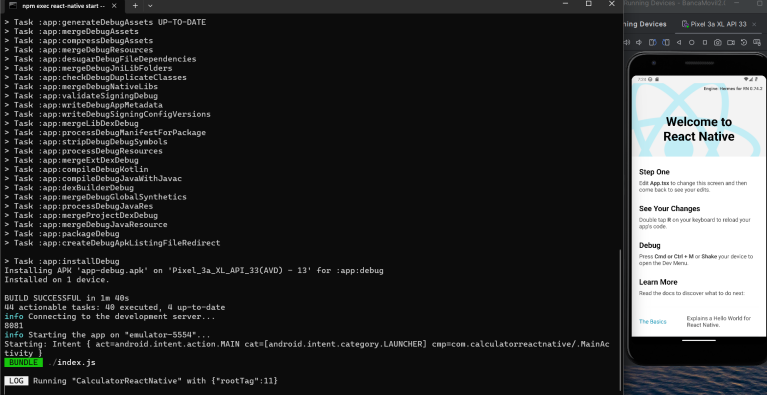 npm exec react-native start --
> Task :app:generateDebugAssets UP-TO-DATE
> Task :app:mergeDebugAssets
> Task :app:compressDebugAssets
> Task :app:mergeDebugResources
> Task :app:desugarDebugFileDependencies
> Task :app:mergeDebugJniLibFolders
> Task :app:checkDebugDuplicateClasses
> Task :app:mergeDebugNativeLibs
> Task :app:validateSigningDebug
> Task :app:writeDebugAppMetadata
> Task :app:writeDebugSigningConfigVersions
> Task :app:mergeLibDexDebug
> Task :app:processDebugManifestForPackage
> Task :app:stripDebugDebugSymbols
> Task :app:processDebugResources
> Task :app:mergeExtDexDebug
> Task :app:compileDebugKotlin
> Task :app:compileDebugJavaWithJavac
> Task :app:dexBuilderDebug
> Task :app:mergeDebugGlobalSynthetics
> Task :app:processDebugJavaRes
> Task :app:mergeProjectDexDebug
> Task :app:mergeDebugJavaResource
> Task :app:packageDebug
> Task :app:createDebugApkListingFileRedirect
> Task :app:installDebug
Installing APK 'app-debug.apk' on 'Pixel_3a_XL_API_33(AVD) - 13' for :app:debug
Installed on 1 device.
BUILD SUCCESSFUL in 1m 40s
44 actionable tasks: 40 executed, 4 up-to-date
info Connecting to the development server...
8081
info Starting the app on "emulator-5554"...
Starting: Intent { act=android.intent.action.MAIN cat=[android.intent.category.LAUNCHER] cmp=com.calculatorreactnative/.MainAc
tivity }
BUNDLE ./index.js
LOG Running "CalculatorReactNative" with {"rootTag":11}
Running Devices - BancaMovil2.
ning Devices
Pixel 3a XL API 33
Engine: Hermes for RN 0.74.2
Welcome to
React Native
Step One
Edit App.tsx to change this screen and then
come back to see your edits.
See Your Changes
Double tap R on your keyboard to reload your
app's code.
Debug
Press Cmd or Ctrl + M or Shake your device to
open the Dev Menu.
Learn More
Read the docs to discover what to do next:
The Basics
Explains a Hello World for
React Native.